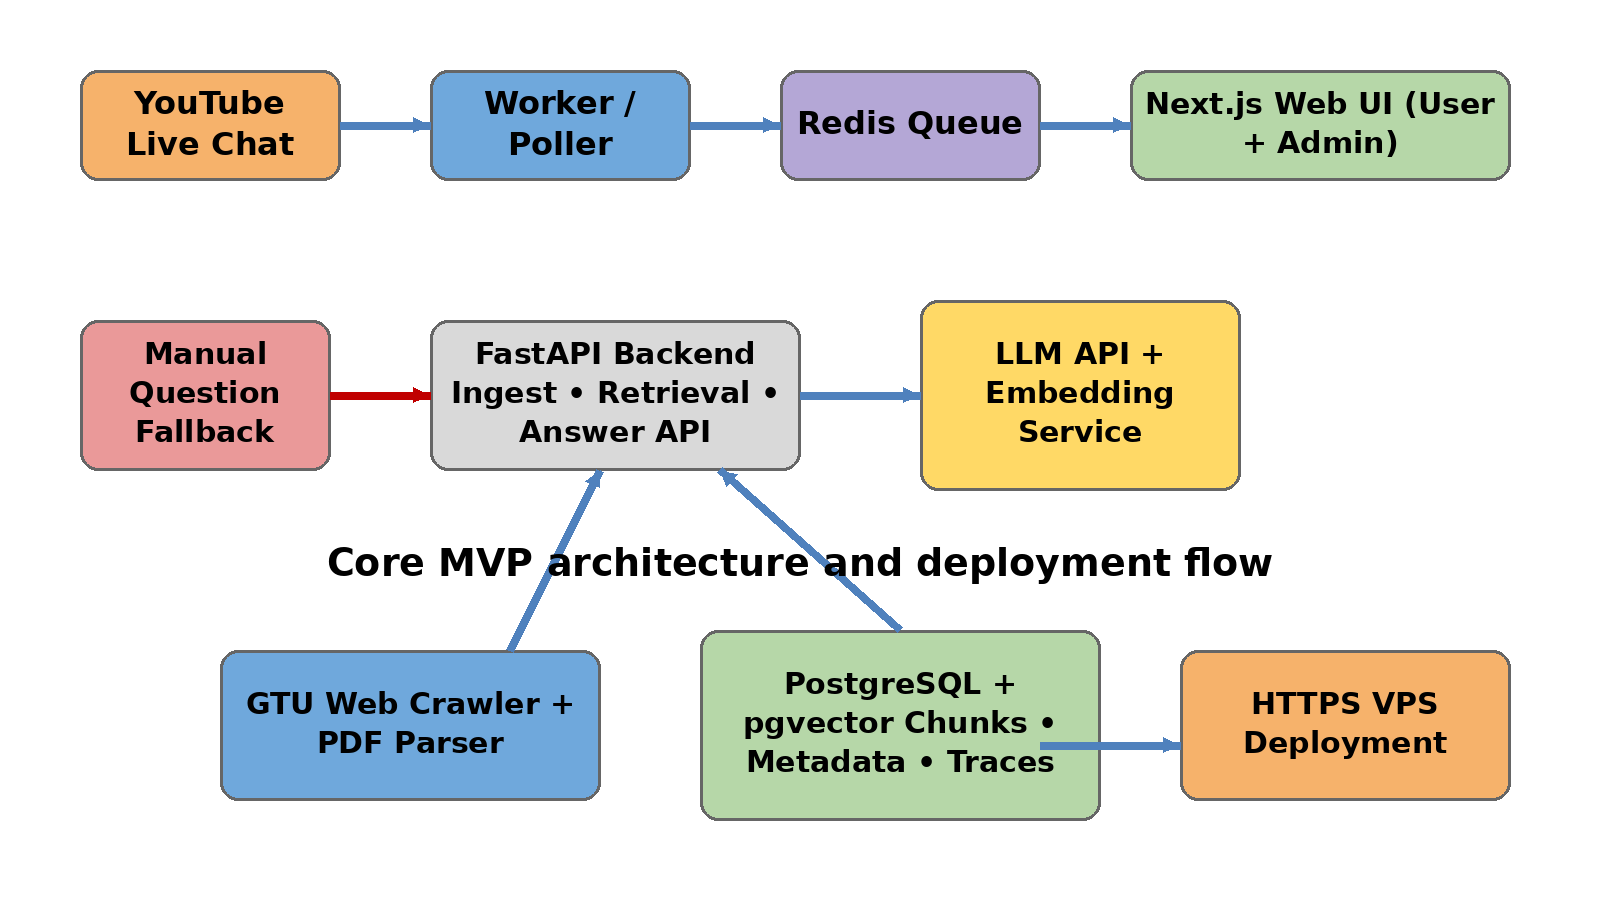 YouTube
Live Chat
Worker /
Poller
Redis Queue
Next.js Web UI (User
+ Admin)
Manual
Question
Fallback
FastAPI Backend
Ingest • Retrieval •
Answer API
LLM API +
Embedding
Service
Core MVP architecture and deployment flow
GTU Web Crawler +
PDF Parser
PostgreSQL +
pgvector Chunks •
Metadata • Traces
HTTPS VPS
Deployment